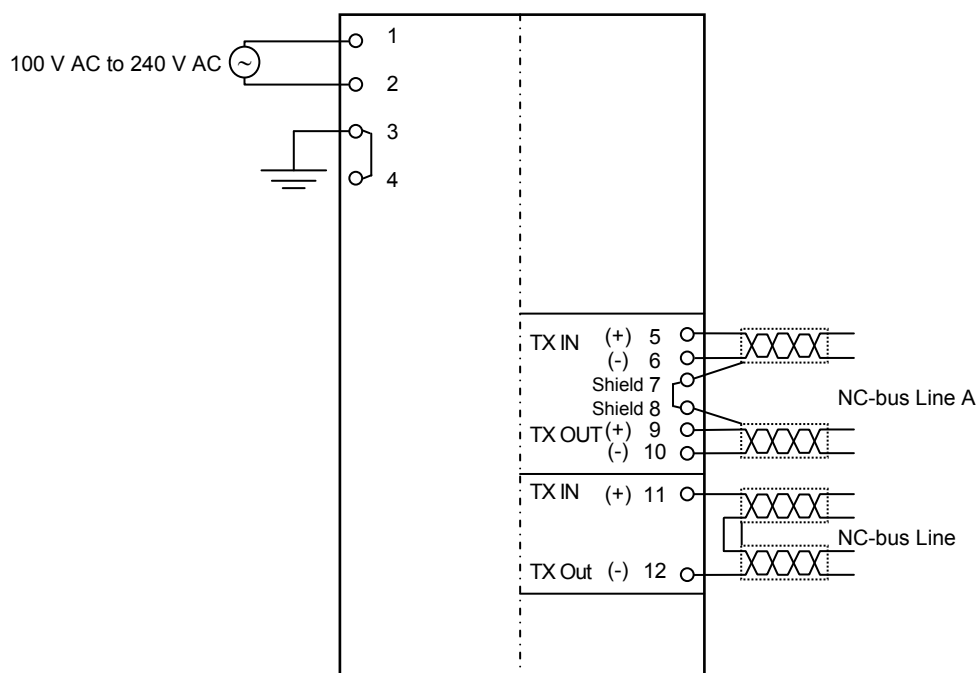 1
100 V AC to 240 V AC ~
2
3
4
TX IN (+) 5
(-) 6
Shield 7
NC-bus Line A
Shield 8
TX OUT (+) 9
(-) 10
TX IN (+) 11
NC-bus Line
TX Out (-) 12